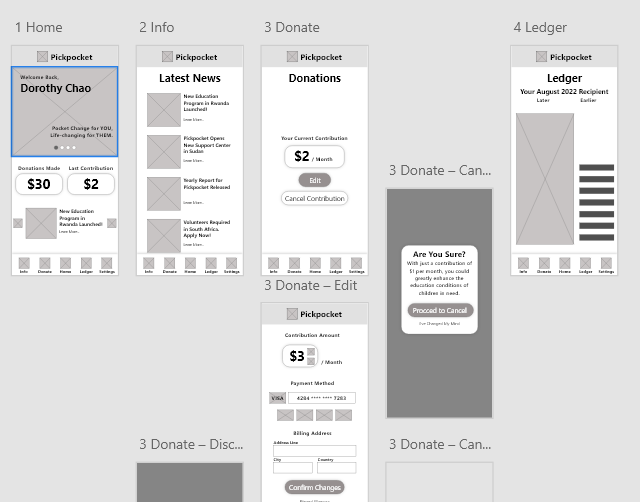 1 Home
Pickpocket
Welcome Back,
Dorothy Chao
Pocket Change for YOU,
Life-changing for THEM.
Donations Made
Last Contribution
$30
$2
New Education
Program in
Rwanda
Launched!
Learn More...
Info
Donate
Home
Ledger
Settings
2 Info
Pickpocket
Latest News
New Education
Program in Rwanda
Launched!
Learn More...
Pickpocket Opens
New Support Center
in Sudan
Learn More...
Yearly Report for
Pickpocket Released
Learn More...
Volunteers Required
in South Africa.
Apply Now!
Learn More...
Info
Donate
Home
Ledger
Settings
3 Donate
Pickpocket
Donations
Your Current Contribution
$2 / Month
Edit
Cancel Contribution
Info
Donate
Home
Ledger
Settings
3 Donate – Can...
Are You Sure?
With just a contribution of
$1 per month, you could
greatly enhance the
education conditions of
children in need.
Proceed to Cancel
I've Changed My Mind
4 Ledger
Pickpocket
Ledger
Your August 2022 Recipient
Later
Earlier
Info
Donate
Home
Ledger
Settings
3 Donate – Edit
Pickpocket
Contribution Amount
$3
/ Month
Payment Method
VISA
4284 **** **** 7283
Billing Address
Address Line
City
Country
Confirm Changes
3 Donate – Disc...
3 Donate – Can...